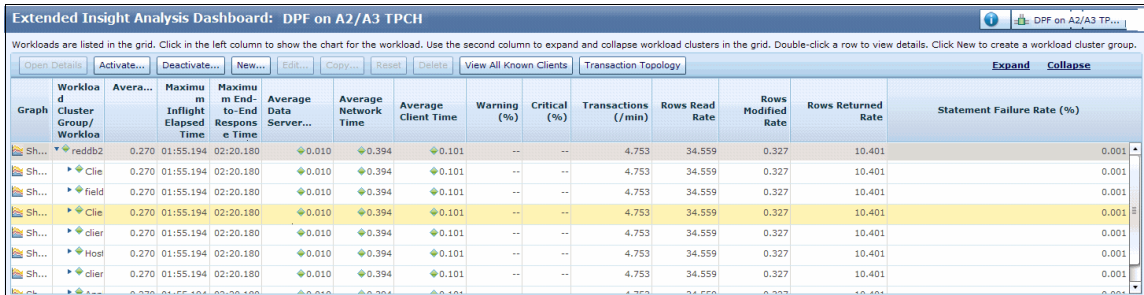 Extended Insight Analysis Dashboard: DPF on A2/A3 TPCH
DPF on A2/A3 TP...
Workloads are listed in the grid. Click in the left column to show the chart for the workload. Use the second column to expand and collapse workload clusters in the grid. Double-click a row to view details. Click New to create a workload cluster group.
Open Details Activate... Deactivate... New... Edit... Copy... Reset Delete View All Known Clients Transaction Topology Expand Collapse
Graph Workloa d Cluster Group/ Workloa Avera... Maximu m Inflight Elapsed Time Maximu m End- to-End Respons e Time Average Data Server... Average Network Time Average Client Time Warning (%) Critical (%) Transactions (/min) Rows Read Rate Rows Modified Rate Rows Returned Rate Statement Failure Rate (%)
Sh... reddb2 0.270 01:55.194 02:20.180 0.010 0.394 0.101 -- -- 4.753 34.559 0.327 10.401 0.001
Sh... Clie 0.270 01:55.194 02:20.180 0.010 0.394 0.101 -- -- 4.753 34.559 0.327 10.401 0.001
Sh... field 0.270 01:55.194 02:20.180 0.010 0.394 0.101 -- -- 4.753 34.559 0.327 10.401 0.001
Sh... Clie 0.270 01:55.194 02:20.180 0.010 0.394 0.101 -- -- 4.753 34.559 0.327 10.401 0.001
Sh... clier 0.270 01:55.194 02:20.180 0.010 0.394 0.101 -- -- 4.753 34.559 0.327 10.401 0.001
Sh... Host 0.270 01:55.194 02:20.180 0.010 0.394 0.101 -- -- 4.753 34.559 0.327 10.401 0.001
Sh... clier 0.270 01:55.194 02:20.180 0.010 0.394 0.101 -- -- 4.753 34.559 0.327 10.401 0.001